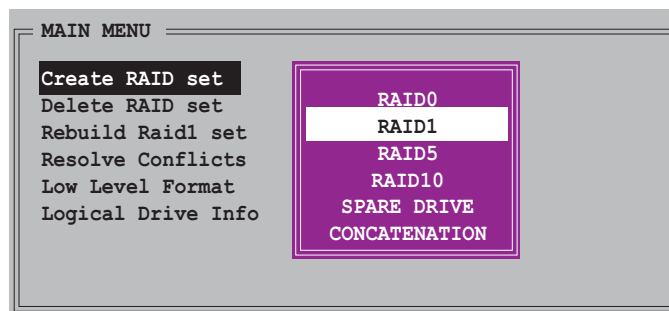 MAIN MENU
Create RAID set
Delete RAID set
Rebuild Raid1 set
Resolve Conflicts
Low Level Format
Logical Drive Info
RAID0
RAID1
RAID5
RAID10
SPARE DRIVE
CONCATENATION